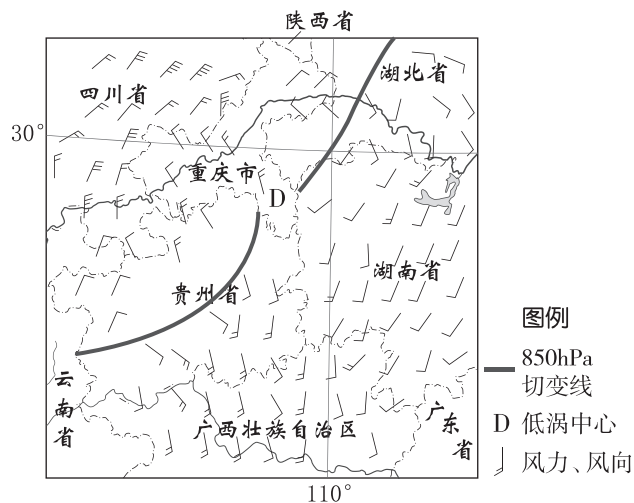 陕西省
湖北省
四川省
30°
重庆市
D
湖南省
贵州省
云南省
广西壮族自治区
广东省
110°
图例
850hPa
切变线
D 低涡中心
风力、风向